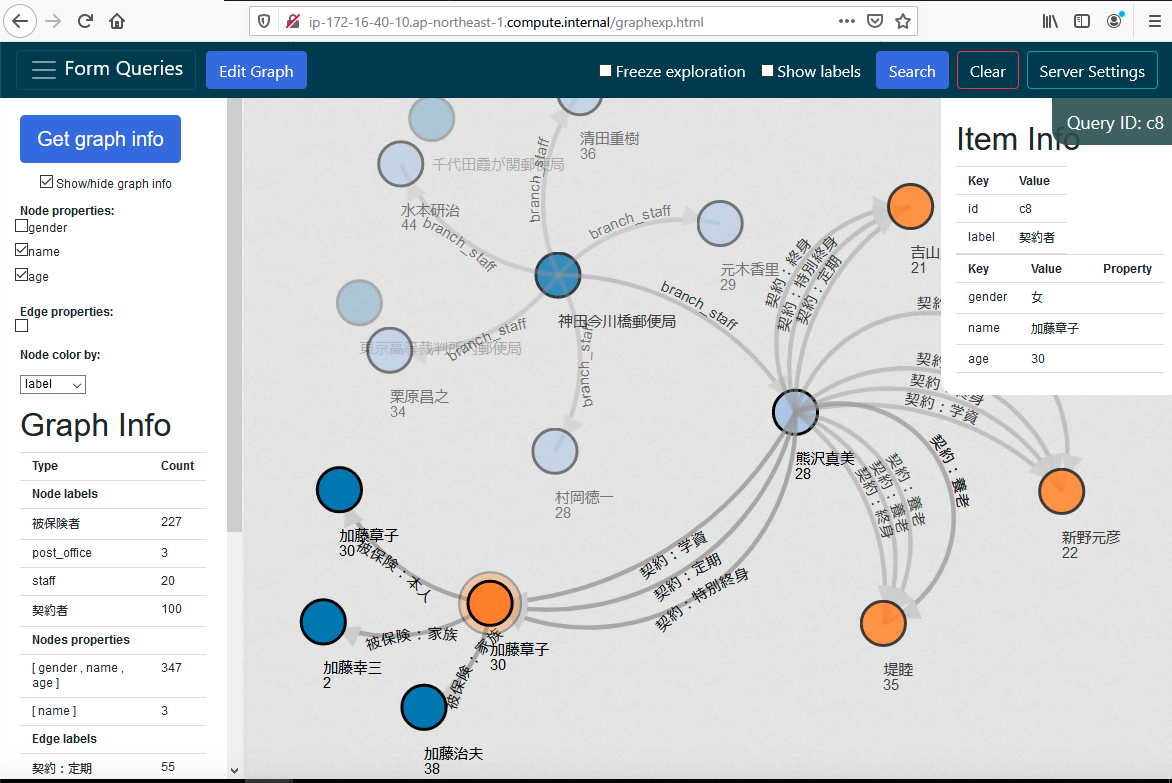 ip-172-16-40-10.ap-northeast-1.compute.internal/graphexp.html
Form Queries
Edit Graph
Freeze exploration
Show labels
Search
Clear
Server Settings
Get graph info
Show/hide graph info
Node properties:
gender
name
age
Edge properties:
Node color by:
label
Graph Info
Type Count
Node labels
被保険者 227
post_office 3
staff 20
契約者 100
Nodes properties
[ gender , name , 347
age ]
[ name ] 3
Edge labels
契約：定期 55
Query ID: c8
Item Info
Key Value
id c8
label 契約者
Key Value Property
gender 女
name 加藤章子
age 30
清田重樹
36
千代田霞が関郵便局
水本研治
44
branch_staff
branch_staff
branch_staff
元木香里
29
神田今川橋郵便局
branch_staff
branch_staff
東京高等裁判所内郵便局
栗原昌之
34
branch_staff
村岡徳一
28
吉山
21
契約：終身
契約：特別終身
契約：定期
契約
契約
契約
契約：学資
熊沢真美
28
契約：養老
契約：養老
契約：養老
契約：終身
新野元彦
22
堤睦
35
契約：学資
契約：定期
契約：特別終身
加藤章子
30
被保険：本人
被保険：家族
加藤幸三
2
被保険：家族
加藤章子
30
加藤治夫
38